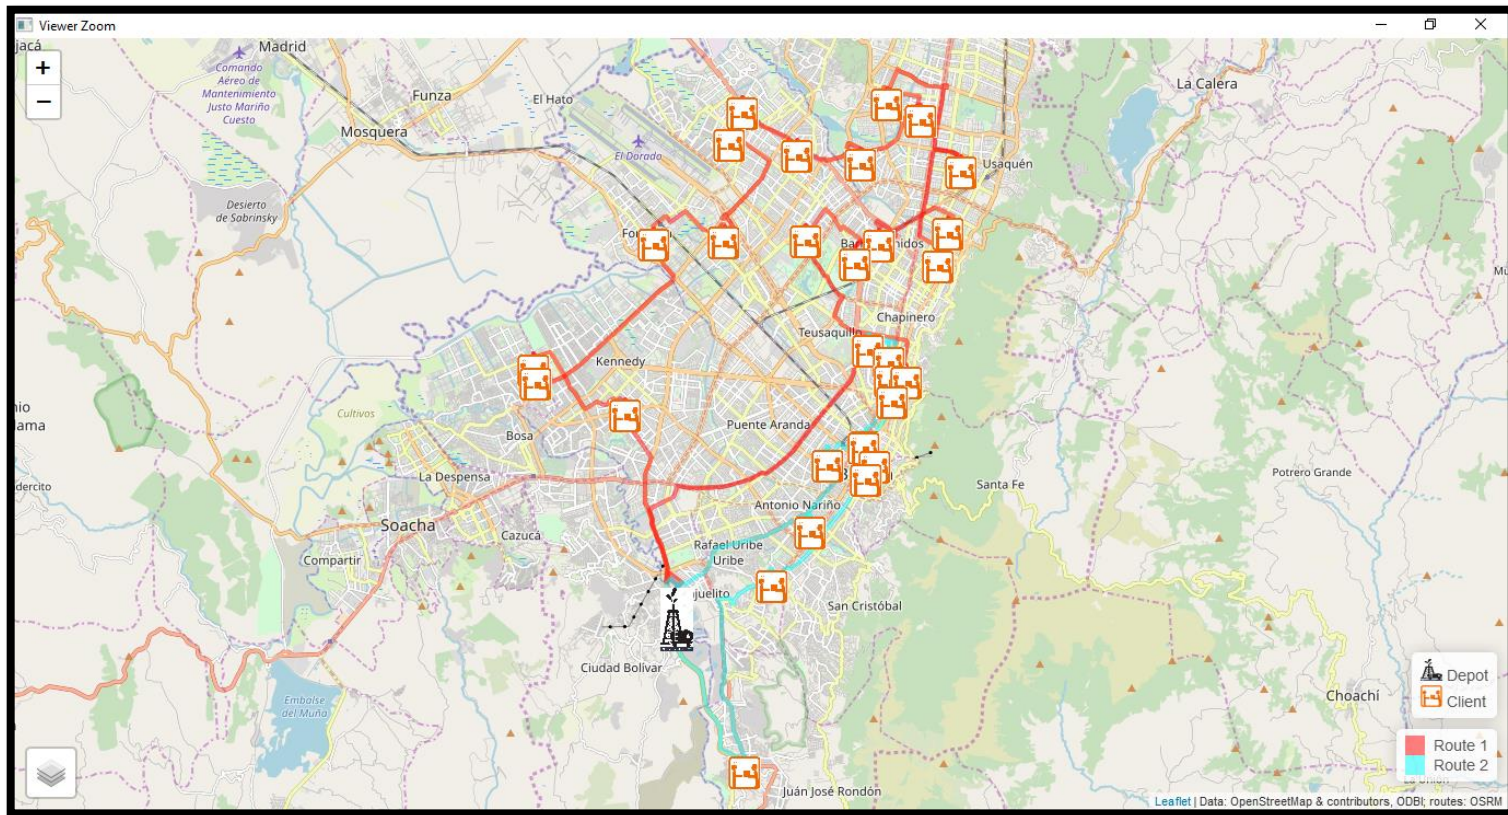 Viewer Zoom
+
−
Madrid
Comando
Aéreo de
Mantenimiento
Justo Mariño
Cuesto
Funza
El Hato
Mosquera
El Dorado
La Calera
Usaquén
Desierto
de Sabrinsky
Chapinero
Teusaquillo
Kennedy
Cultivos
Bosa
Puente Aranda
La Despensa
Potrero Grande
Santa Fe
Antonio Nariño
Soacha
Cazucá
Compartir
Rafael Uribe
Uribe
San Cristóbal
Ciudad Bolívar
Embalse
del Muña
Choachí
Juán José Rondón
Depot
Client
Route 1
Route 2
Leaflet | Data: OpenStreetMap & contributors, ODBl; routes: OSRM